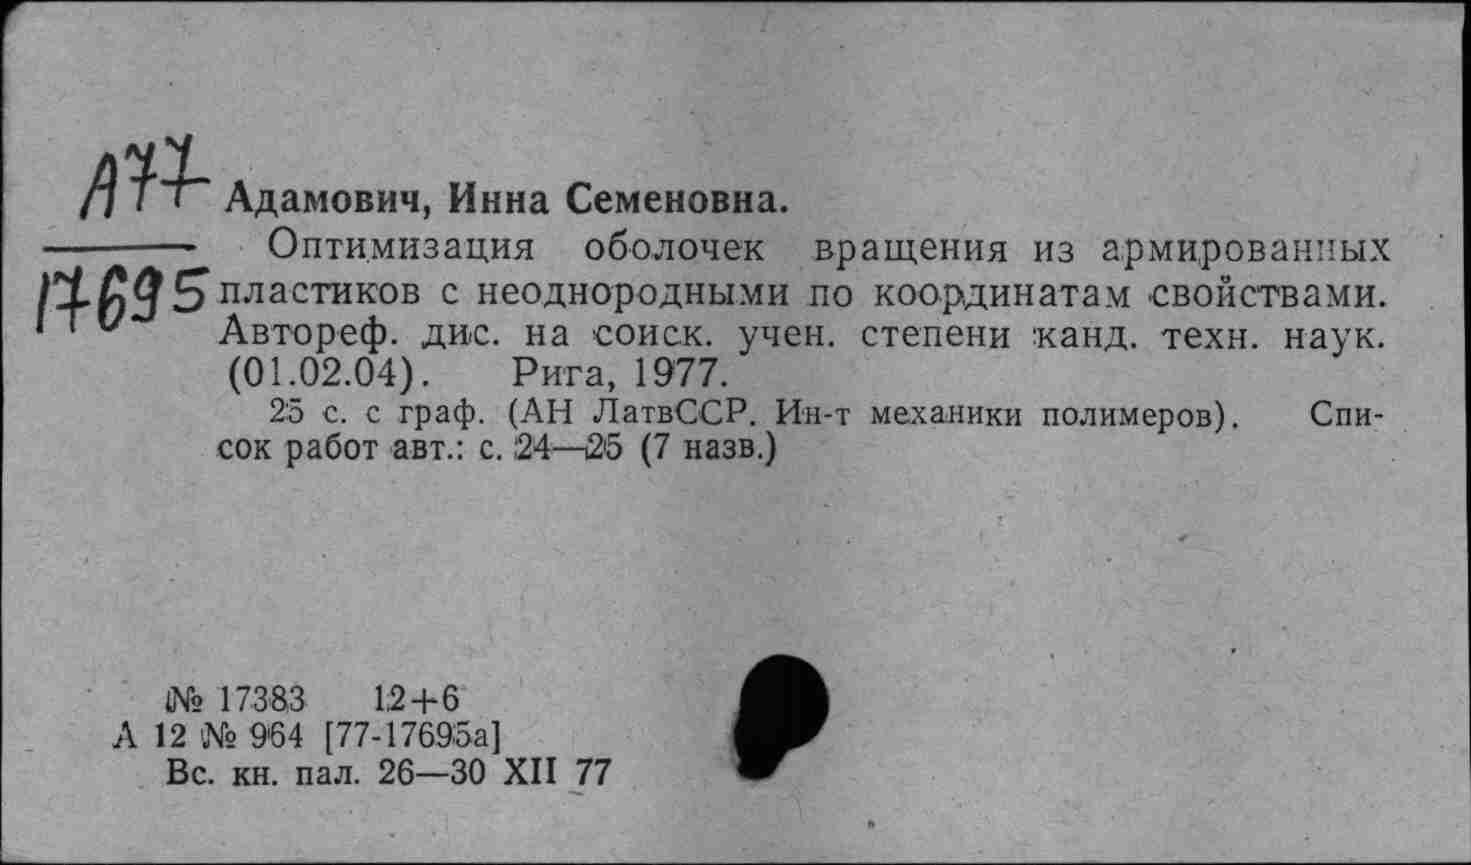 А77
17695
Адамович, Инна Семеновна.
Оптимизация оболочек вращения из армированных
пластиков с неоднородными по координатам свойствами.
Автореф. дис. на соиск. учен. степени канд. техн. наук.
(01.02.04). Рига, 1977.
25 с. с граф. (АН ЛатвССР. Ин-т механики полимеров). Спи-
сок работ авт.: с. 24—25 (7 назв.)
№ 17383 12+6
А 12 № 964 [77-17695а]
Вс. кн. пал. 26—30 XII 77